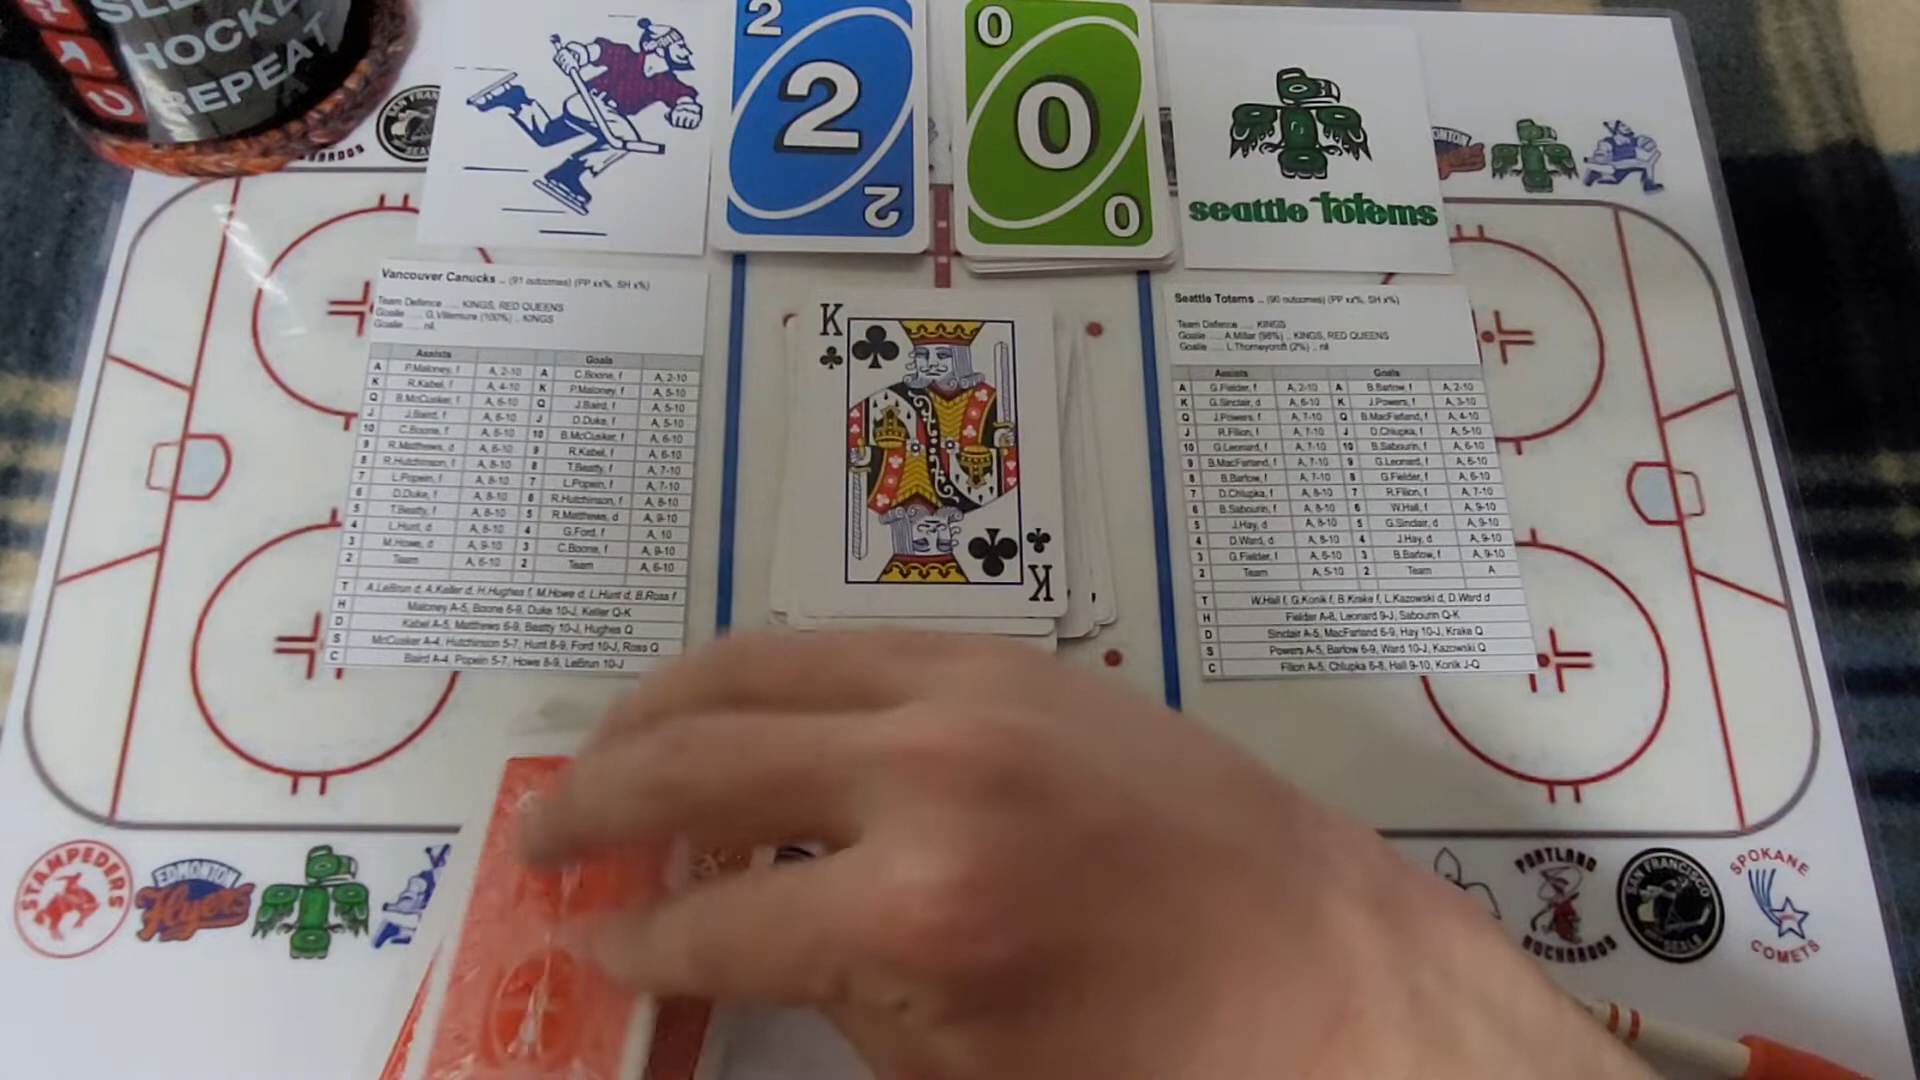 HOCKEY
REPEAT
SAN FRAN
2
2
2
0
0
0
seattle Totems
Vancouver Canucks .. (91 outcomes) (PP xx%, SH x%)
Team Defence ..... KINGS, RED QUEENS
Goalie ..... G.Villemure (100%) .. KINGS
Goalie ..... nil
Assists Goals
A P.Maloney, f A, 2-10 A C.Boone, f A, 2-10
K R.Kabel, f A, 4-10 K P.Maloney, f A, 5-10
Q B.McCusker, f A, 6-10 Q J.Baird, f A, 5-10
J J.Baird, f A, 6-10 J D.Duke, f A, 5-10
10 C.Boone, f A, 6-10 10 B.McCusker, f A, 6-10
9 R.Matthews, d A, 6-10 9 R.Kabel, f A, 6-10
8 R.Hutchinson, f A, 8-10 8 T.Beatty, f A, 7-10
7 L.Popein, f A, 8-10 7 L.Popein, f A, 7-10
6 D.Duke, f A, 8-10 6 R.Hutchinson, f A, 8-10
5 T.Beatty, f A, 8-10 5 R.Matthews, d A, 9-10
4 L.Hunt, d A, 8-10 4 G.Ford, f A, 10
3 M.Howe, d A, 9-10 3 C.Boone, f A, 9-10
2 Team A, 6-10 2 Team A, 6-10
T A.LeBrun d, A.Keller d, H.Hughes f, M.Howe d, L.Hunt d, B.Ross f
H Maloney A-5, Boone 6-9, Duke 10-J, Keller Q-K
D Kabel A-5, Matthews 6-9, Beatty 10-J, Hughes Q
S McCusker A-4, Hutchinson 5-7, Hunt 8-9, Ford 10-J, Ross Q
C Baird A-4, Popein 5-7, Howe 8-9, LeBrun 10-J
K
K
Seattle Totems .. (90 outcomes) (PP xx%, SH x%)
Team Defence ..... KINGS
Goalie ..... A.Millar (98%) .. KINGS, RED QUEENS
Goalie ..... L.Thorneycroft (2%) .. nil
Assists Goals
A G.Fielder, f A, 2-10 A B.Barlow, f A, 2-10
K G.Sinclair, d A, 6-10 K J.Powers, f A, 3-10
Q J.Powers, f A, 7-10 Q B.MacFarland, f A, 4-10
J R.Filion, f A, 7-10 J D.Chlupka, f A, 5-10
10 G.Leonard, f A, 7-10 10 B.Sabourin, f A, 6-10
9 B.MacFarland, f A, 7-10 9 G.Leonard, f A, 6-10
8 B.Barlow, f A, 7-10 8 G.Fielder, f A, 6-10
7 D.Chlupka, f A, 8-10 7 R.Filion, f A, 7-10
6 B.Sabourin, f A, 8-10 6 W.Hall, f A, 9-10
5 J.Hay, d A, 8-10 5 G.Sinclair, d A, 9-10
4 D.Ward, d A, 8-10 4 J.Hay, d A, 9-10
3 G.Fielder, f A, 6-10 3 B.Barlow, f A, 9-10
2 Team A, 5-10 2 Team A
T W.Hall f, G.Konik f, B.Krake f, L.Kazowski d, D.Ward d
H Fielder A-8, Leonard 9-J, Sabourin Q-K
D Sinclair A-5, MacFarland 6-9, Hay 10-J, Krake Q
S Powers A-5, Barlow 6-9, Ward 10-J, Kazowski Q
C Filion A-5, Chlupka 6-8, Hall 9-10, Konik J-Q
STAMPEDERS
EDMONTON
Flyers
PORTLAND
BUCKAROOS
SAN FRANCISCO
SEALS
SPOKANE
COMETS